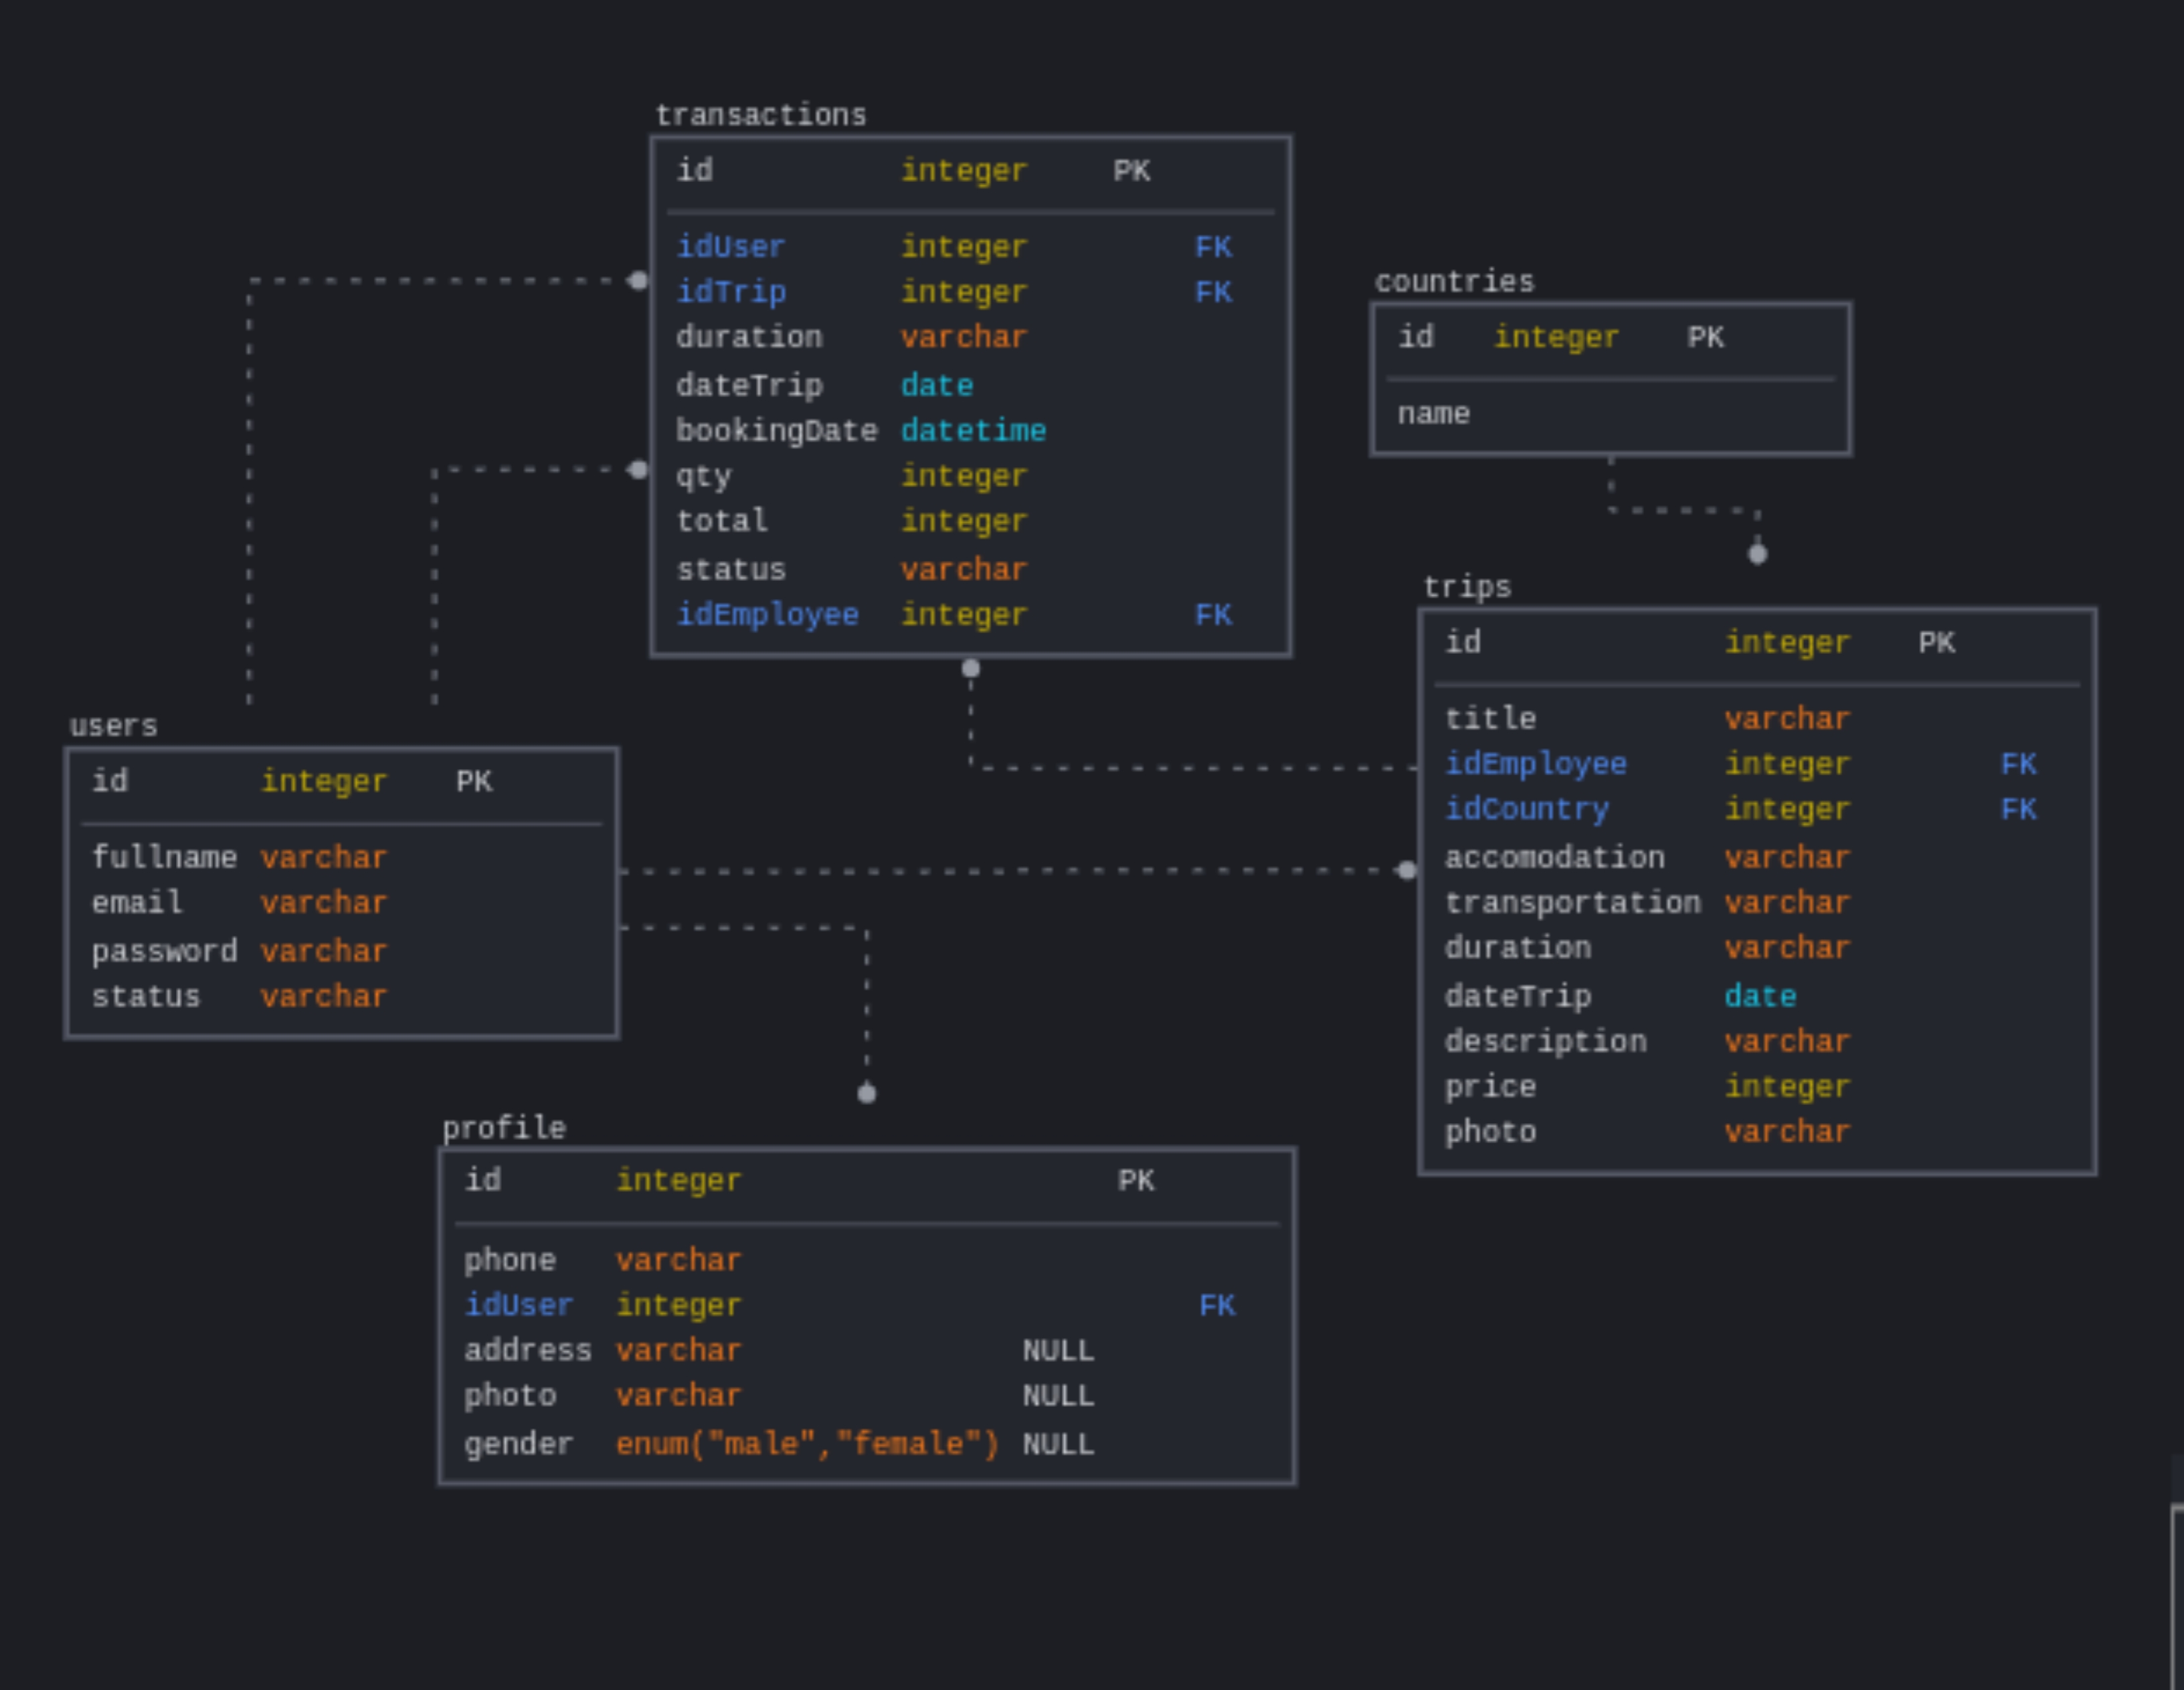 transactions
id integer PK
idUser integer FK
idTrip integer FK
duration varchar
dateTrip date
bookingDate datetime
qty integer
total integer
status varchar
idEmployee integer FK
countries
id integer PK
name
trips
id integer PK
title varchar
idEmployee integer FK
idCountry integer FK
accomodation varchar
transportation varchar
duration varchar
dateTrip date
description varchar
price integer
photo varchar
users
id integer PK
fullname varchar
email varchar
password varchar
status varchar
profile
id integer PK
phone varchar
idUser integer FK
address varchar NULL
photo varchar NULL
gender enum("male","female") NULL